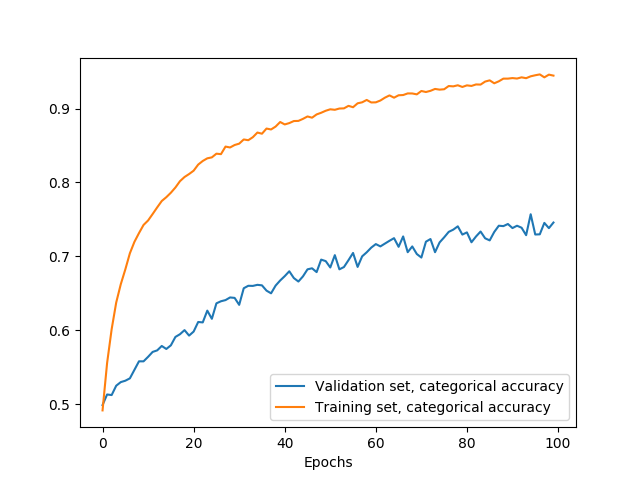 0.9
0.8
0.7
0.6
0.5
Validation set, categorical accuracy
Training set, categorical accuracy
0 20 40 60 80 100
Epochs